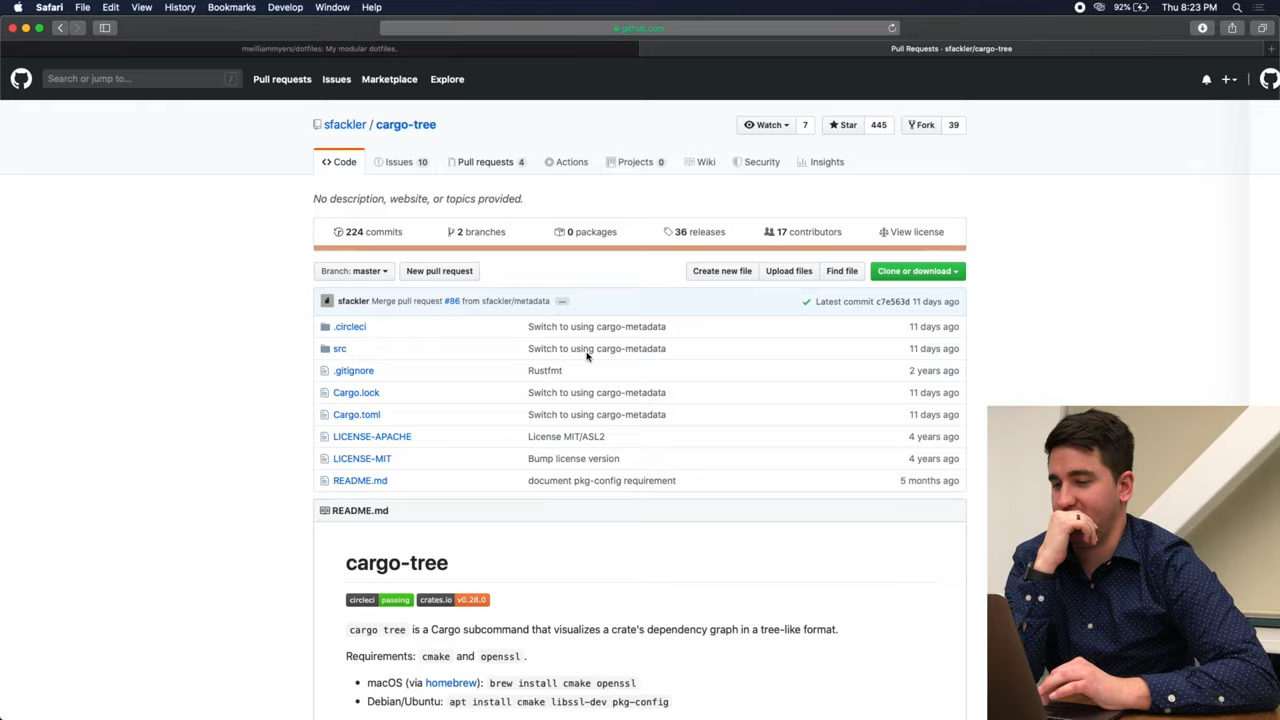 Safari File Edit View History Bookmarks Develop Window Help 92% Thu 8:23 PM
github.com
mwilliammyers/dotfiles: My modular dotfiles. Pull Requests · sfackler/cargo-tree
Search or jump to... / Pull requests Issues Marketplace Explore
sfackler / cargo-tree Watch 7 Star 445 Fork 39
Code Issues 10 Pull requests 4 Actions Projects 0 Wiki Security Insights
No description, website, or topics provided.
224 commits 2 branches 0 packages 36 releases 17 contributors View license
Branch: master New pull request Create new file Upload files Find file Clone or download
sfackler Merge pull request #86 from sfackler/metadata ... Latest commit c7e563d 11 days ago
.circleci Switch to using cargo-metadata 11 days ago
src Switch to using cargo-metadata 11 days ago
.gitignore Rustfmt 2 years ago
Cargo.lock Switch to using cargo-metadata 11 days ago
Cargo.toml Switch to using cargo-metadata 11 days ago
LICENSE-APACHE License MIT/ASL2 4 years ago
LICENSE-MIT Bump license version 4 years ago
README.md document pkg-config requirement 5 months ago
README.md
cargo-tree
circleci passing crates.io v0.28.0
cargo tree is a Cargo subcommand that visualizes a crate's dependency graph in a tree-like format.
Requirements: cmake and openssl.
• macOS (via homebrew): brew install cmake openssl
• Debian/Ubuntu: apt install cmake libssl-dev pkg-config